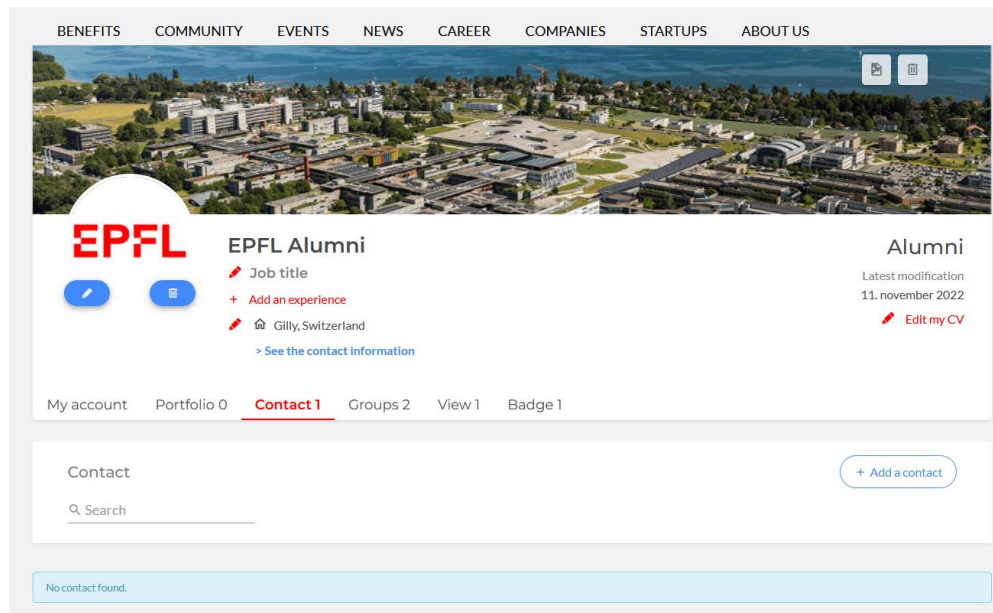 BENEFITS COMMUNITY EVENTS NEWS CAREER COMPANIES STARTUPS ABOUT US
EPFL
EPFL Alumni
Job title
+ Add an experience
Gilly, Switzerland
> See the contact information
Alumni
Latest modification
11. november 2022
Edit my CV
My account Portfolio 0 Contact 1 Groups 2 View 1 Badge 1
Contact
+ Add a contact
Search
No contact found.